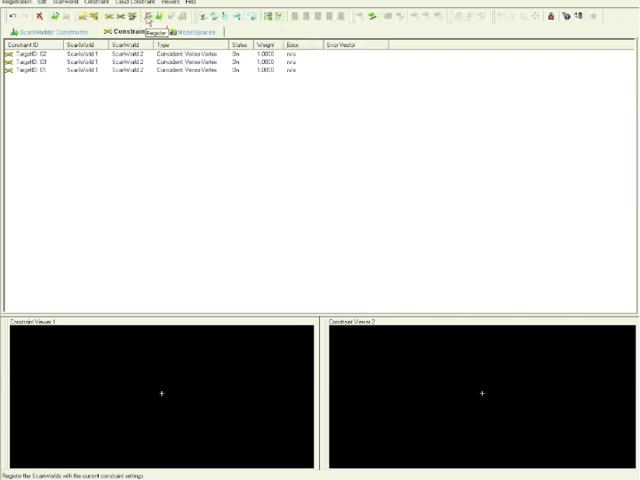 Registration Edit ScanWorld Constraint Cloud Constraint Viewers Help
Register
ScanWorlds' Constraints Constraint ModelSpaces
Constraint ID ScanWorld ScanWorld Type Status Weight Error Error Vector
TargetID: 02 ScanWorld 1 ScanWorld 2 Coincident: Vertex-Vertex On 1.0000 n/a
TargetID: 03 ScanWorld 1 ScanWorld 2 Coincident: Vertex-Vertex On 1.0000 n/a
TargetID: 01 ScanWorld 1 ScanWorld 2 Coincident: Vertex-Vertex On 1.0000 n/a
Constraint Viewer 1 Constraint Viewer 2
Register the ScanWorlds with the current constraint settings